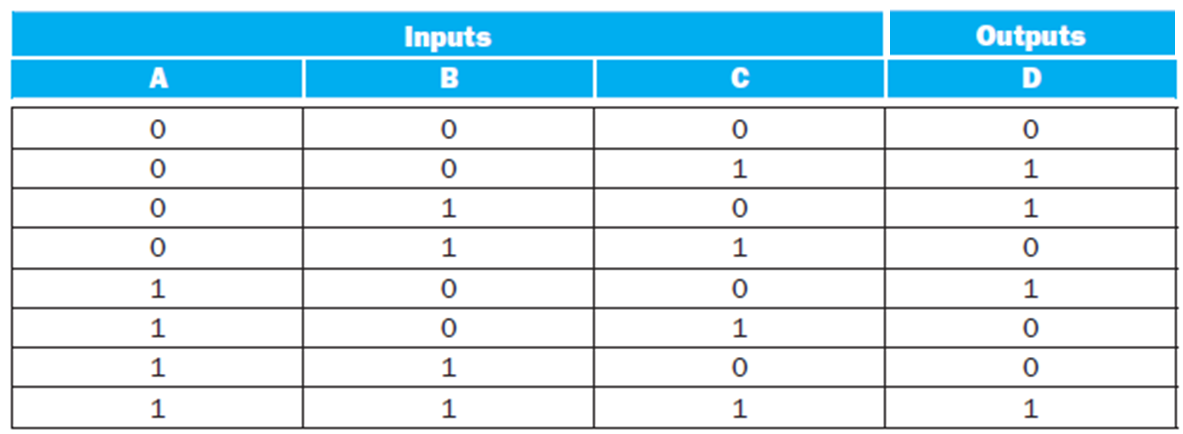 Inputs Outputs
A B C D
0 0 0 0
0 0 1 1
0 1 0 1
0 1 1 0
1 0 0 1
1 0 1 0
1 1 0 0
1 1 1 1